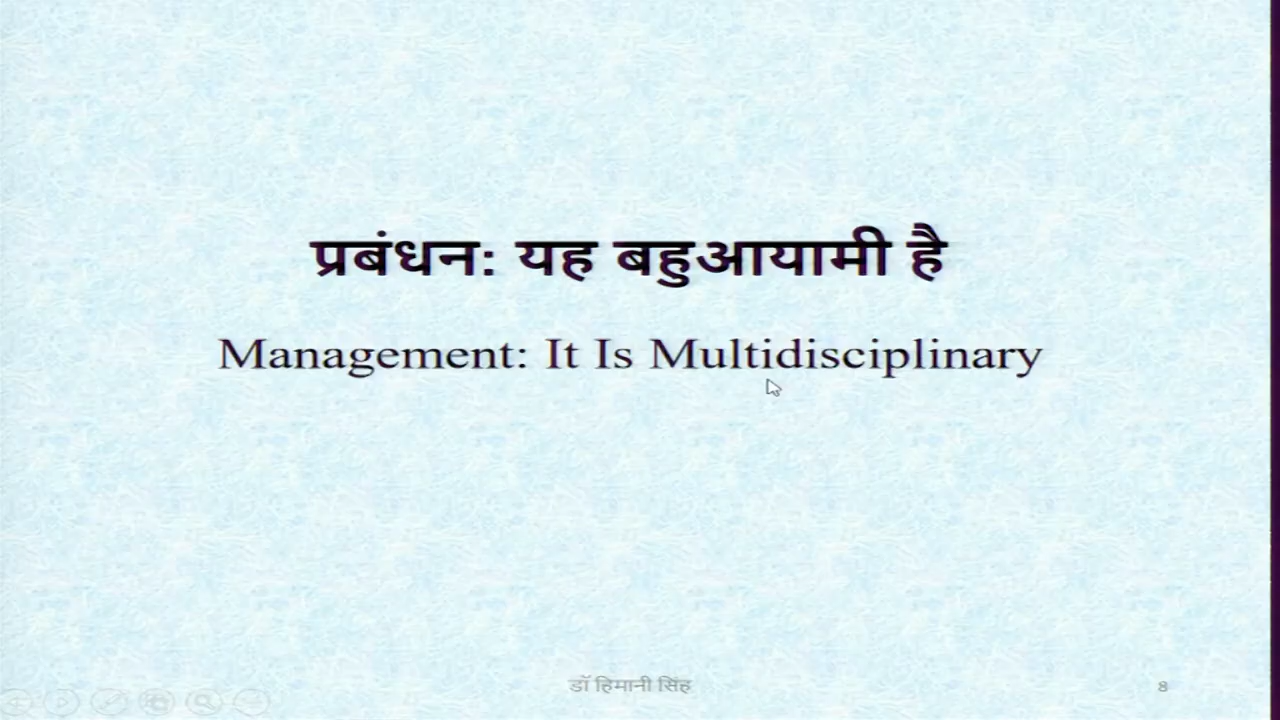 प्रबंधन: यह बहुआयामी है
Management: It Is Multidisciplinary
डॉ हिमानी सिंह
8